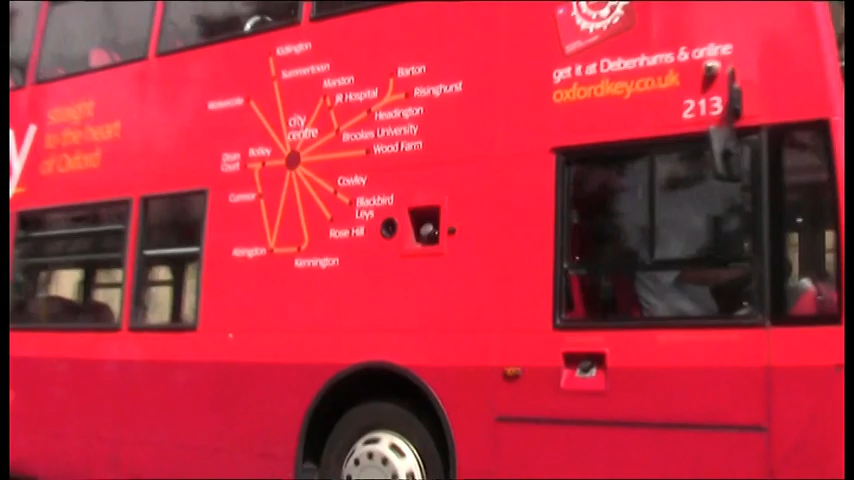 y
straight
to the heart
of Oxford
Kidlington
Summertown
Marston
Barton
JR Hospital
Risinghurst
city
centre
Headington
Brookes University
Wood Farm
Botley
Dean
Court
Cumnor
Cowley
Blackbird
Leys
Rose Hill
Abingdon
Kennington
get it at Debenhams & online
oxfordkey.co.uk
213